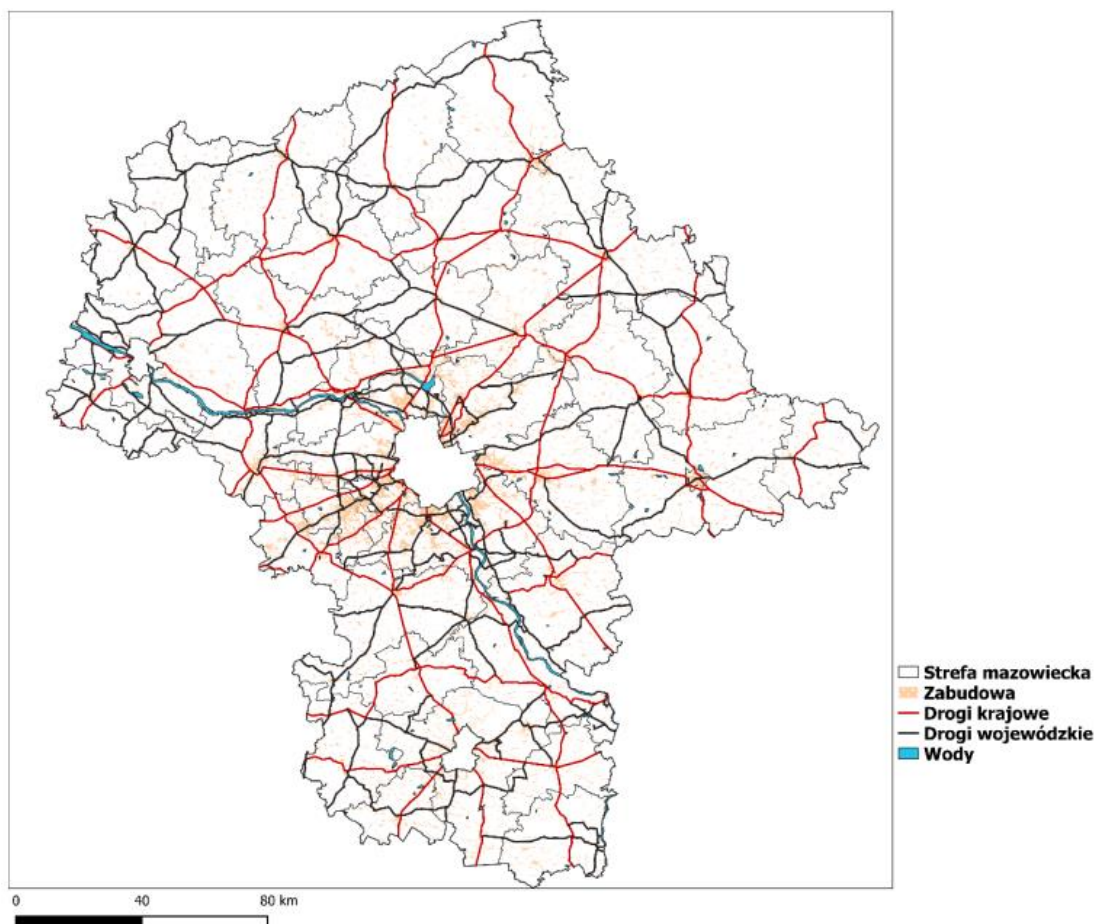 Strefa mazowiecka
Zabudowa
Drogi krajowe
Drogi wojewódzkie
Wody
0 40 80 km